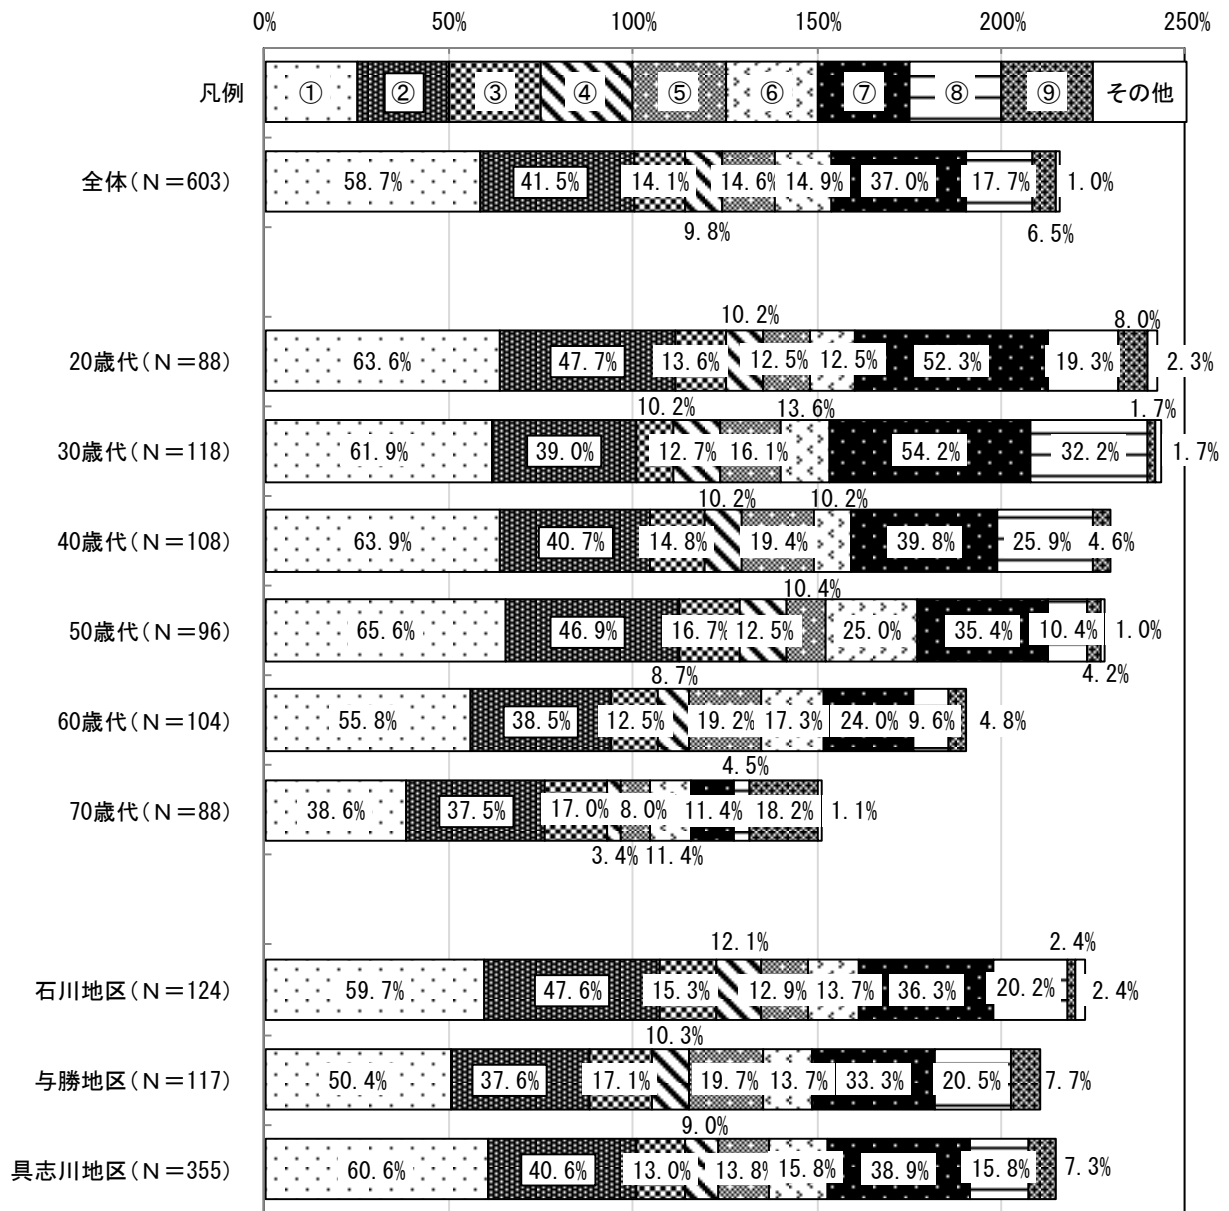 0% 50% 100% 150% 200% 250%
凡例 ① ② ③ ④ ⑤ ⑥ ⑦ ⑧ ⑨ その他
全体(Ｎ＝603) 58.7% 41.5% 14.1% 14.6% 14.9% 37.0% 17.7% 1.0%
9.8% 6.5%
10.2% 8.0%
20歳代(Ｎ＝88) 63.6% 47.7% 13.6% 12.5% 12.5% 52.3% 19.3% 2.3%
10.2% 13.6% 1.7%
30歳代(Ｎ＝118) 61.9% 39.0% 12.7% 16.1% 54.2% 32.2% 1.7%
10.2% 10.2%
40歳代(Ｎ＝108) 63.9% 40.7% 14.8% 19.4% 39.8% 25.9% 4.6%
10.4%
50歳代(Ｎ＝96) 65.6% 46.9% 16.7% 12.5% 25.0% 35.4% 10.4% 1.0%
8.7% 4.2%
60歳代(Ｎ＝104) 55.8% 38.5% 12.5% 19.2% 17.3% 24.0% 9.6% 4.8%
4.5%
70歳代(Ｎ＝88) 38.6% 37.5% 17.0% 8.0% 11.4% 18.2% 1.1%
3.4% 11.4%
12.1% 2.4%
石川地区(Ｎ＝124) 59.7% 47.6% 15.3% 12.9% 13.7% 36.3% 20.2% 2.4%
10.3%
与勝地区(Ｎ＝117) 50.4% 37.6% 17.1% 19.7% 13.7% 33.3% 20.5% 7.7%
9.0%
具志川地区(Ｎ＝355) 60.6% 40.6% 13.0% 13.8% 15.8% 38.9% 15.8% 7.3%